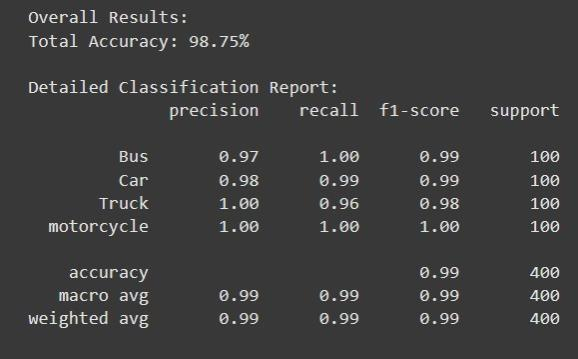 Overall Results:
Total Accuracy: 98.75%
Detailed Classification Report:
precision recall f1-score support
Bus 0.97 1.00 0.99 100
Car 0.98 0.99 0.99 100
Truck 1.00 0.96 0.98 100
motorcycle 1.00 1.00 1.00 100
accuracy 0.99 400
macro avg 0.99 0.99 0.99 400
weighted avg 0.99 0.99 0.99 400